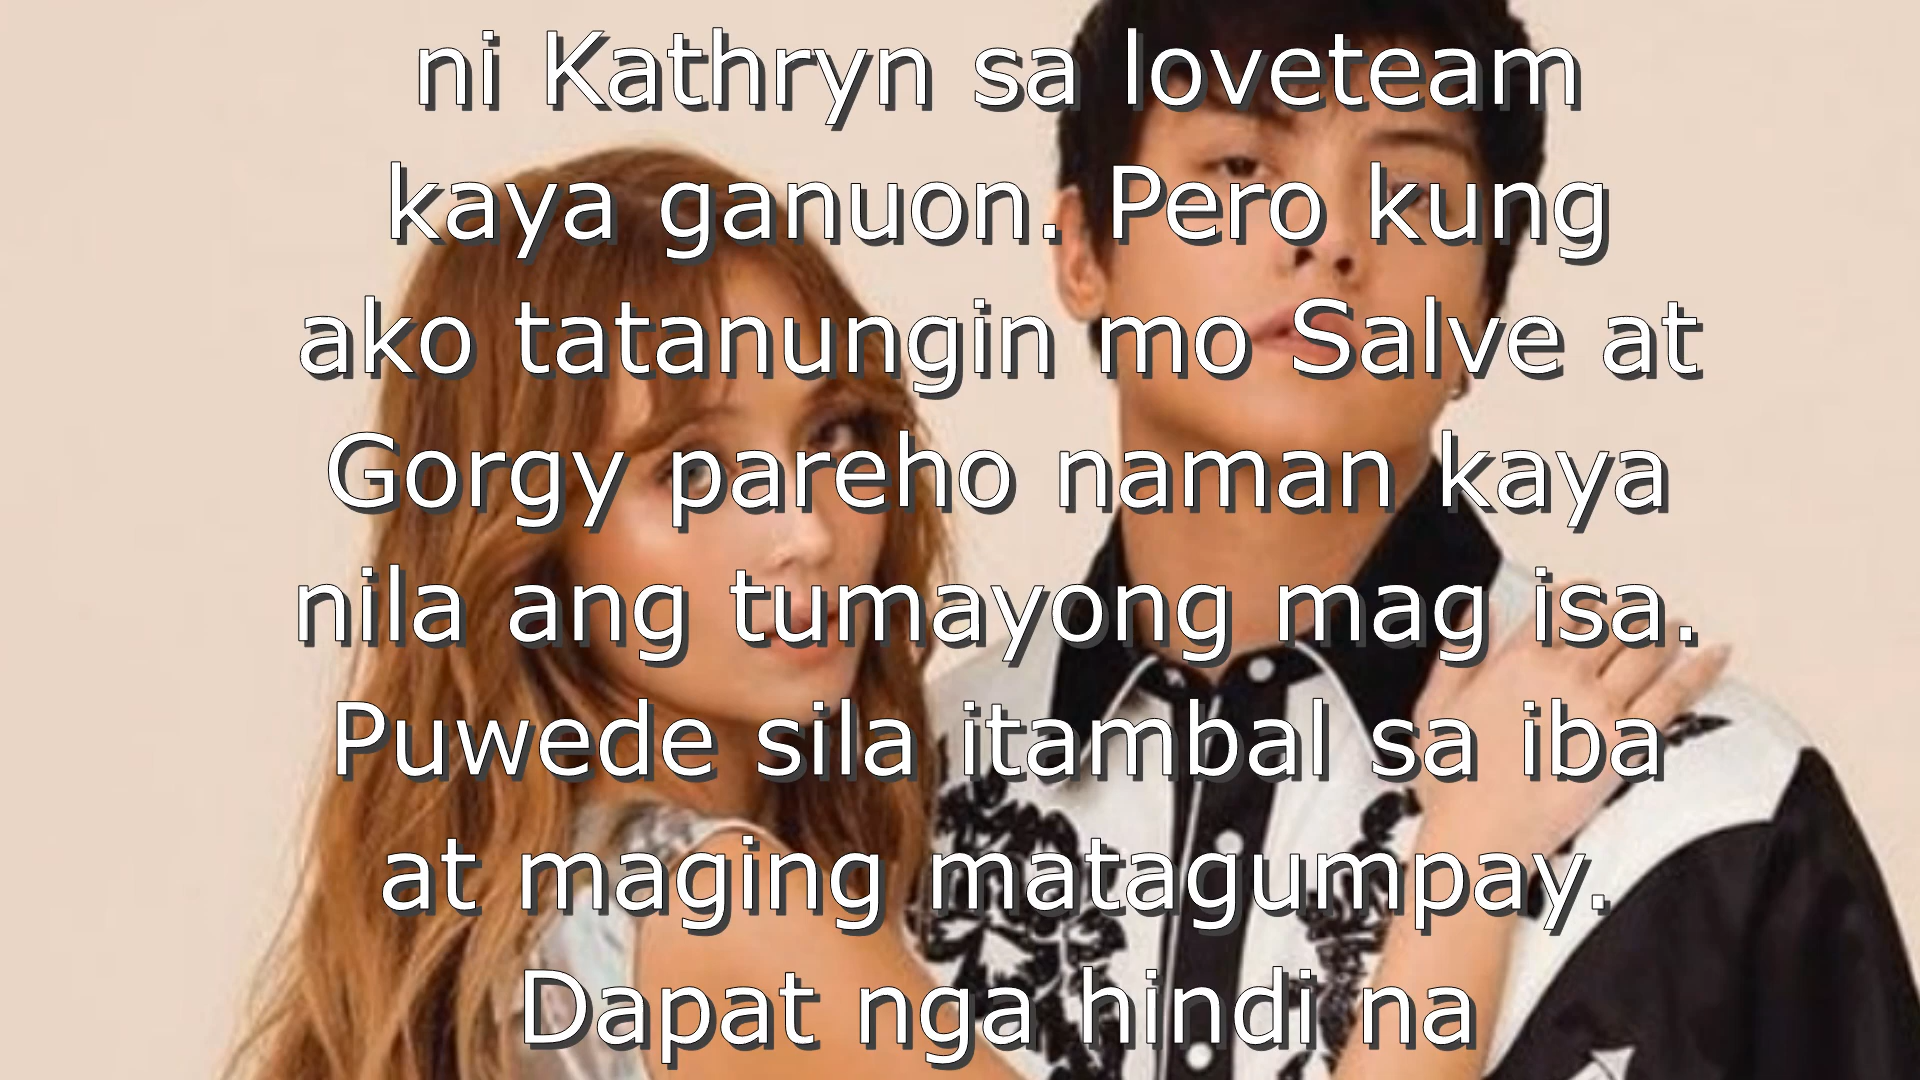 ni Kathryn sa loveteam
kaya ganuon. Pero kung
ako tatanungin mo Salve at
Gorgy pareho naman kaya
nila ang tumayong mag isa.
Puwede sila itambal sa iba
at maging matagumpay.
Dapat nga hindi na